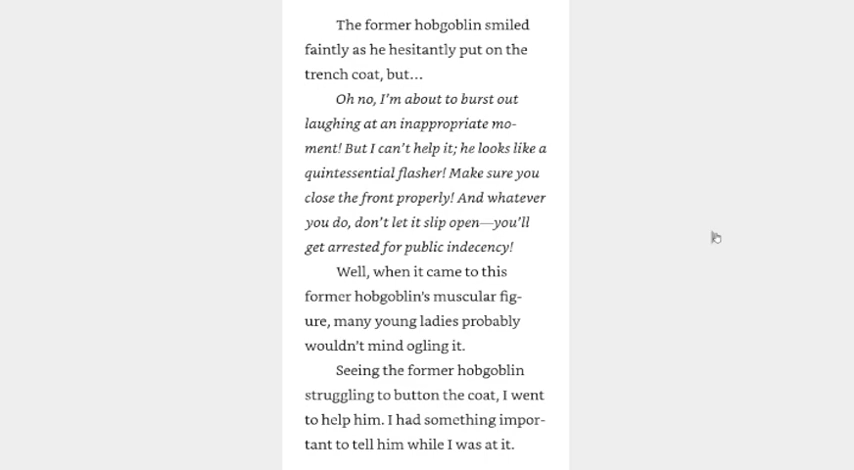 The former hobgoblin smiled
faintly as he hesitantly put on the
trench coat, but...
Oh no, I'm about to burst out
laughing at an inappropriate mo-
ment! But I can't help it; he looks like a
quintessential flasher! Make sure you
close the front properly! And whatever
you do, don't let it slip open—you'll
get arrested for public indecency!
Well, when it came to this
former hobgoblin's muscular fig-
ure, many young ladies probably
wouldn't mind ogling it.
Seeing the former hobgoblin
struggling to button the coat, I went
to help him. I had something impor-
tant to tell him while I was at it.